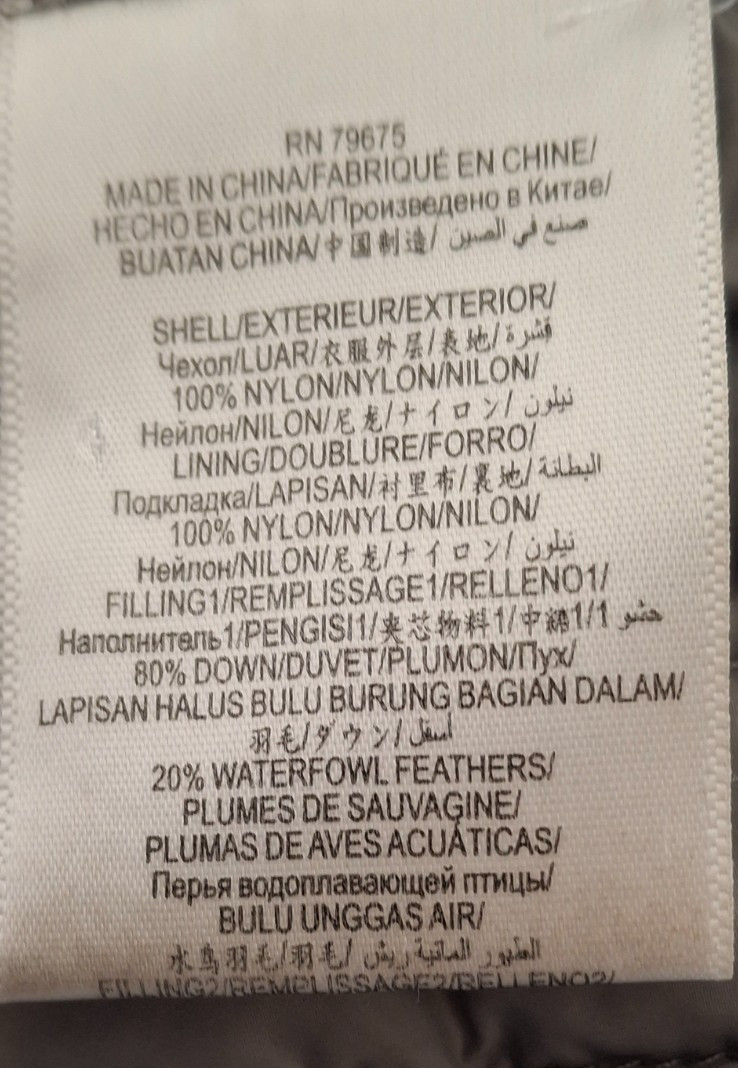 RN 79675
MADE IN CHINA/FABRIQUÉ EN CHINE/
HECHO EN CHINA/Произведено в Китае/
BUATAN CHINA/中国制造/ صنع في الصين
SHELL/EXTERIEUR/EXTERIOR/
Чехол/LUAR/衣服外层/表地/ قشرة
100% NYLON/NYLON/NILON/
Нейлон/NILON/尼龙/ナイロン/ نيلون
LINING/DOUBLURE/FORRO/
Подкладка/LAPISAN/衬里布/裏地/ البطانة
100% NYLON/NYLON/NILON/
Нейлон/NILON/尼龙/ナイロン/ نيلون
FILLING1/REMPLISSAGE1/RELLENO1/
Наполнитель1/PENGISI1/夹芯物料1/中綿1/1 حشو
80% DOWN/DUVET/PLUMON/Пух/
LAPISAN HALUS BULU BURUNG BAGIAN DALAM/
羽毛/ダウン/ أسفل
20% WATERFOWL FEATHERS/
PLUMES DE SAUVAGINE/
PLUMAS DE AVES ACUÁTICAS/
Перья водоплавающей птицы/
BULU UNGGAS AIR/
水鸟羽毛/羽毛/ الطيور المائية ريش
FILLING2/REMPLISSAGE2/RELLENO2/